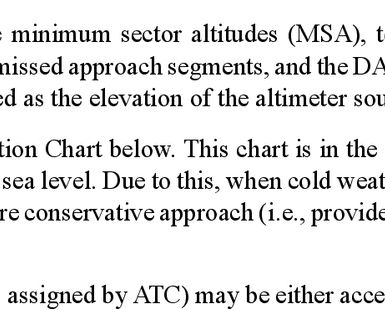 minimum sector altitudes (MSA), t
missed approach segments, and the DA
ed as the elevation of the altimeter sou
tion Chart below. This chart is in the
sea level. Due to this, when cold weat
re conservative approach (i.e., provide
assigned by ATC) may be either acce